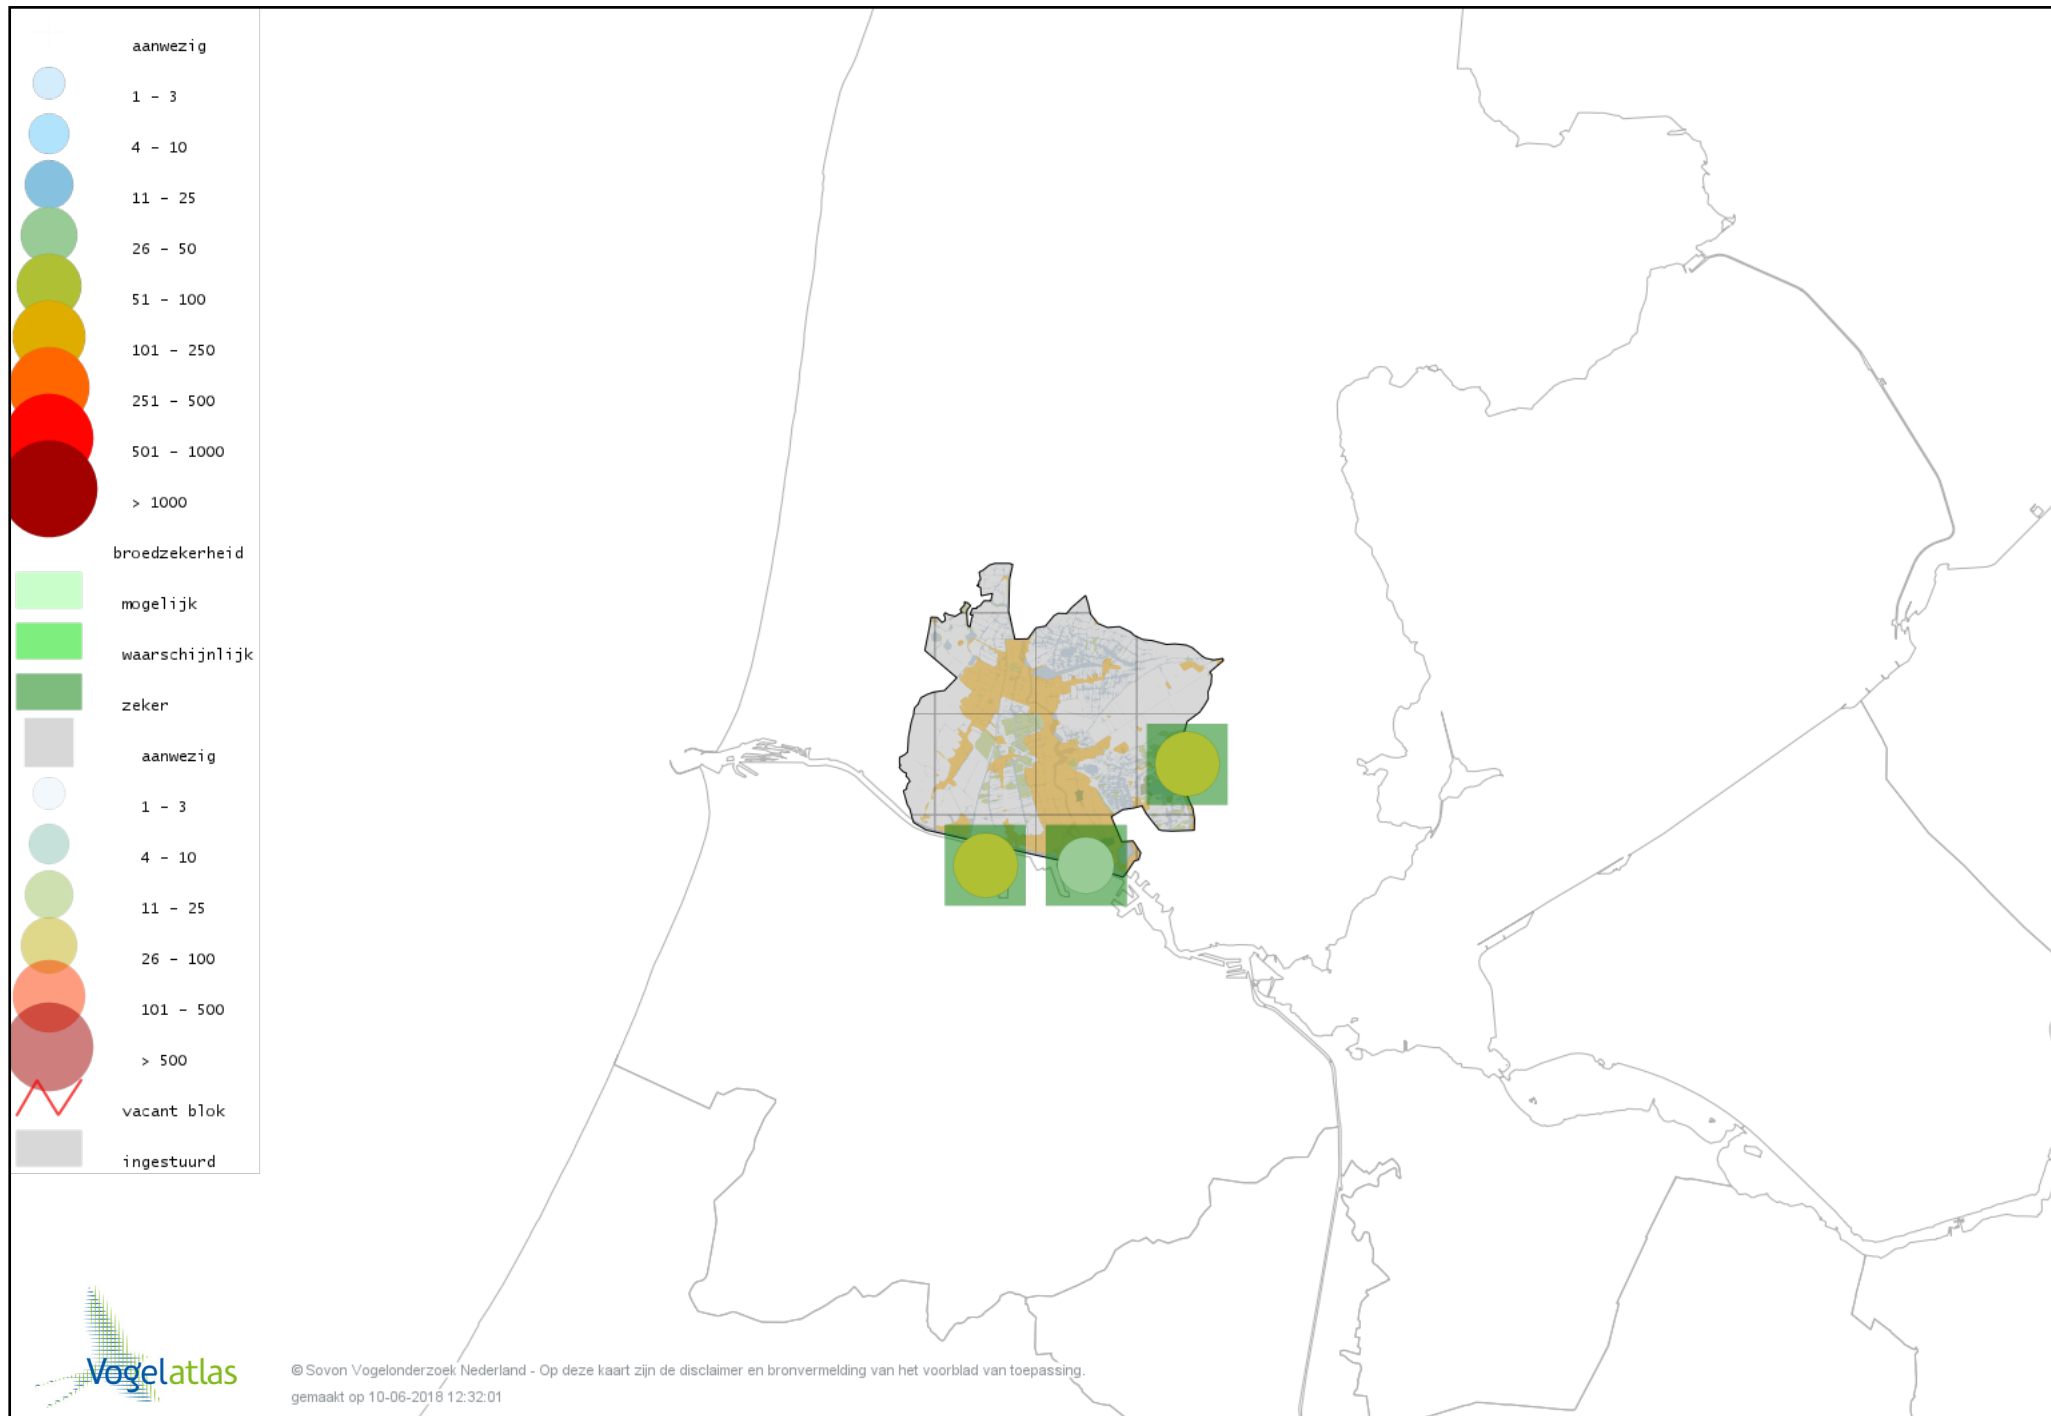 aanwezig
1 - 3
4 - 10
11 - 25
26 - 50
51 - 100
101 - 250
251 - 500
501 - 1000
> 1000
broedzekerheid
mogelijk
waarschijnlijk
zeker
aanwezig
1 - 3
4 - 10
11 - 25
26 - 100
101 - 500
> 500
vacant blok
ingestuurd
Vogelatlas
© Sovon Vogelonderzoek Nederland - Op deze kaart zijn de disclaimer en bronvermelding van het voorblad van toepassing.
gemaakt op 10-06-2018 12:32:01